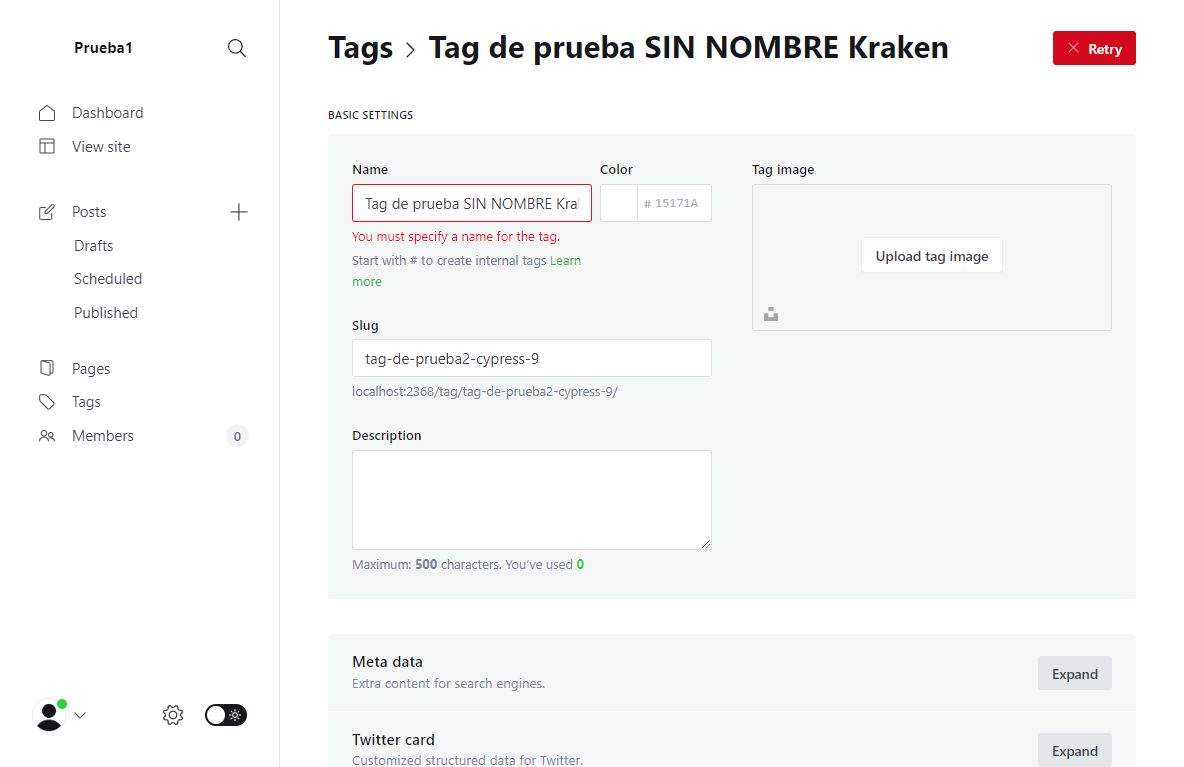 Prueba1
Dashboard
View site
Posts
Drafts
Scheduled
Published
Pages
Tags
Members
0
Tags > Tag de prueba SIN NOMBRE Kraken
Retry
BASIC SETTINGS
Name
Tag de prueba SIN NOMBRE Kra
You must specify a name for the tag.
Start with # to create internal tags Learn
more
Color
# 15171A
Slug
tag-de-prueba2-cypress-9
localhost:2368/tag/tag-de-prueba2-cypress-9/
Description
Maximum: 500 characters. You’ve used 0
Tag image
Upload tag image
Meta data
Extra content for search engines.
Expand
Twitter card
Customized structured data for Twitter.
Expand